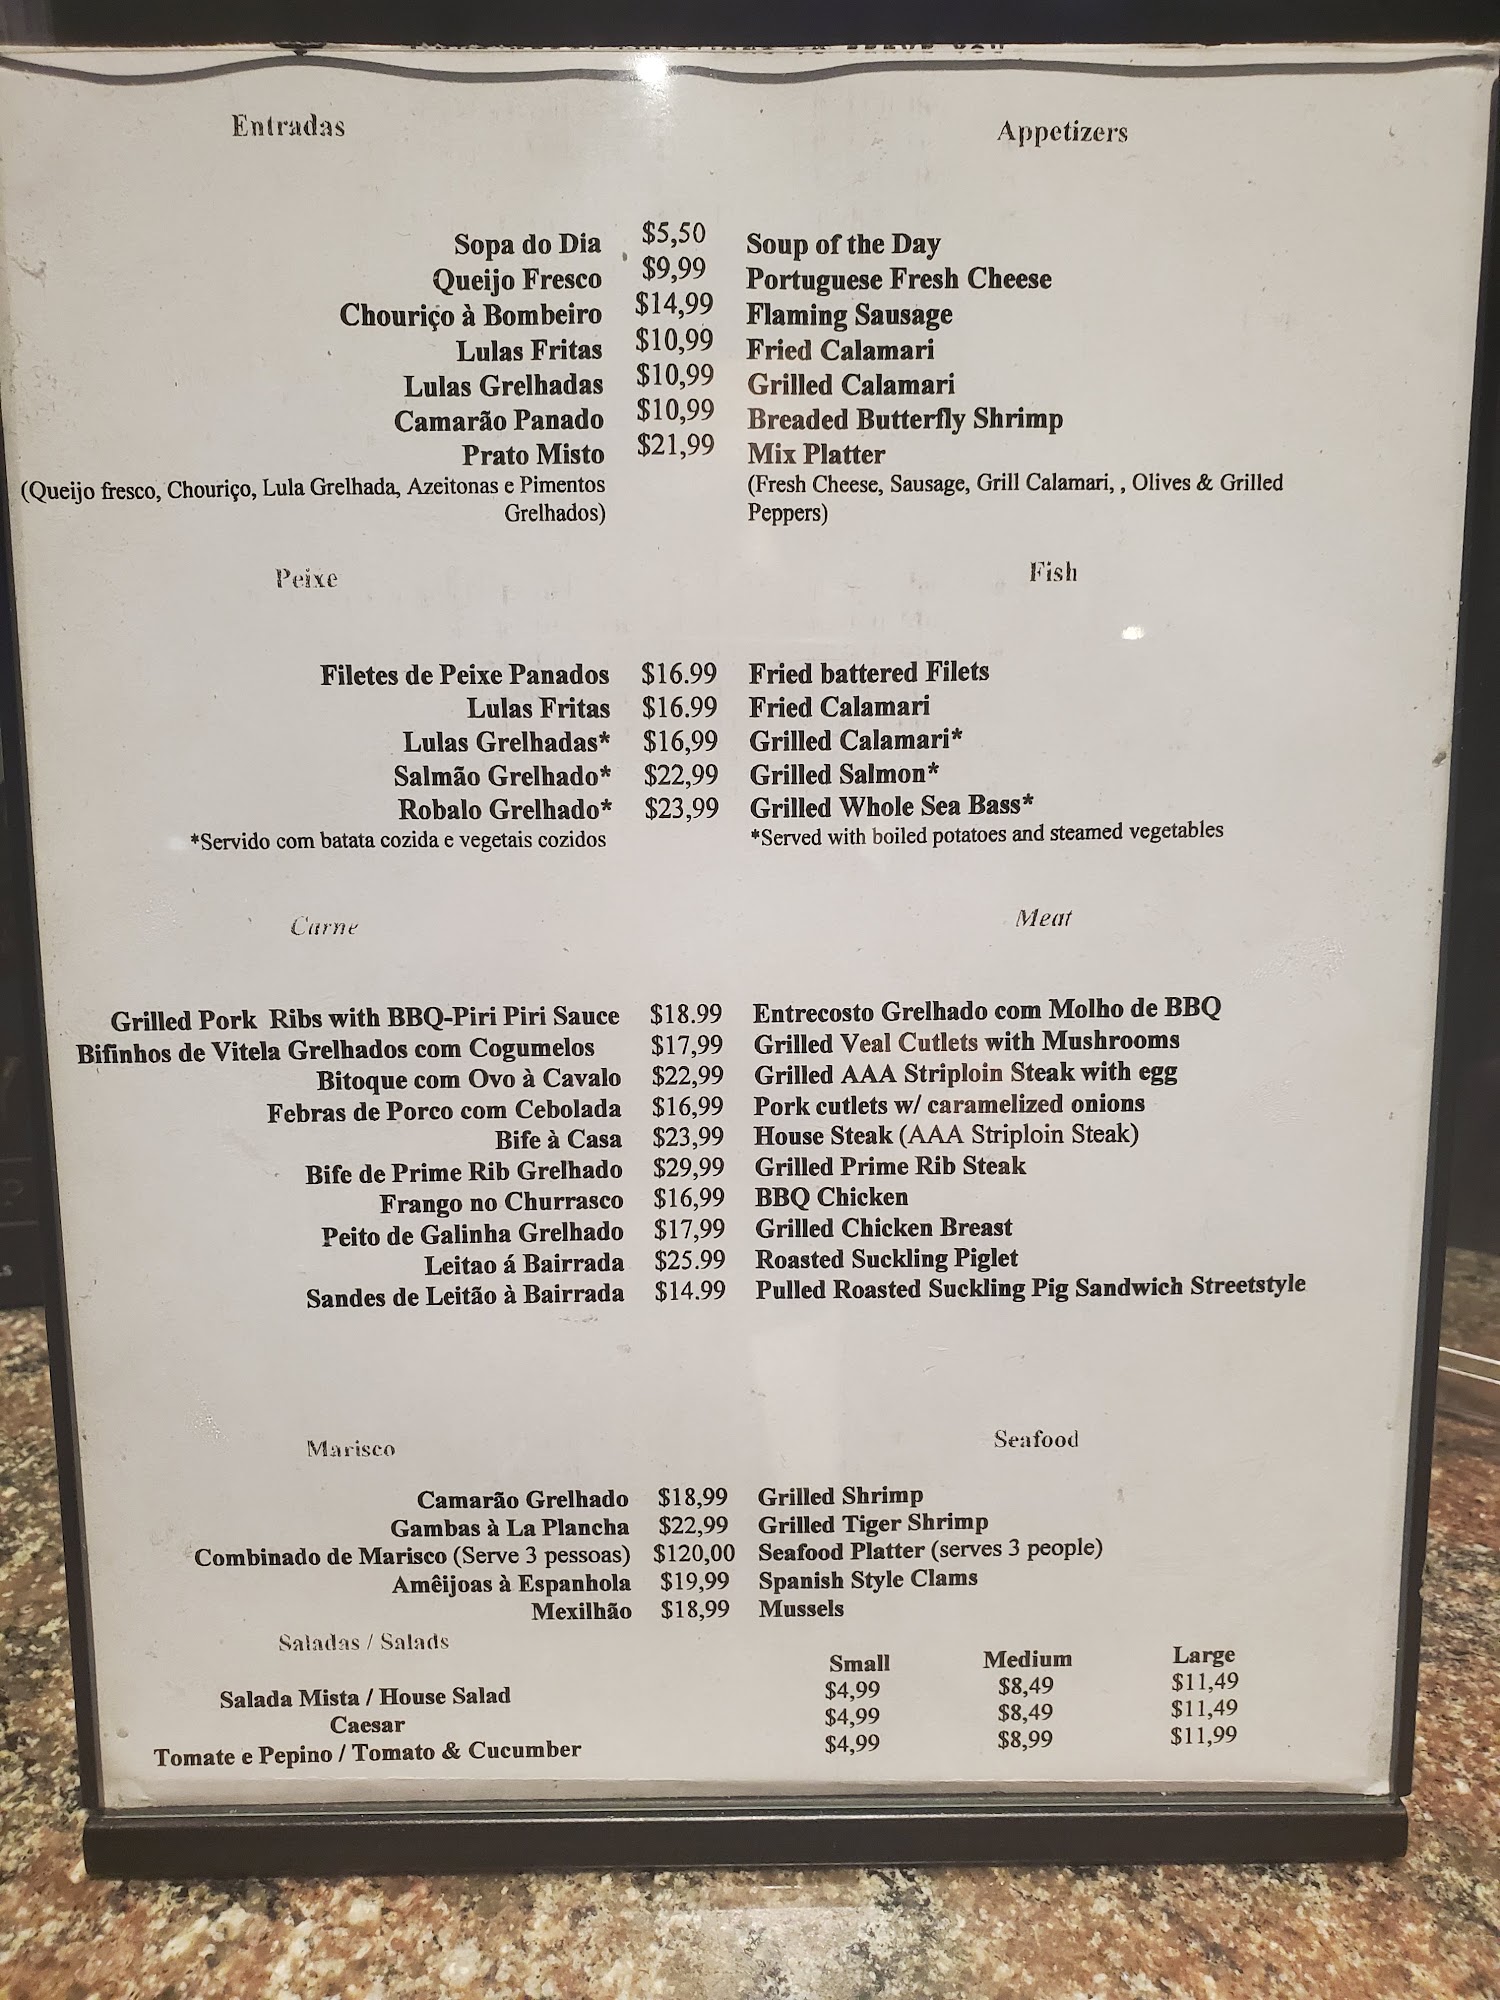 Entradas Appetizers
Sopa do Dia $5,50 Soup of the Day
Queijo Fresco $9,99 Portuguese Fresh Cheese
Chouriço à Bombeiro $14,99 Flaming Sausage
Lulas Fritas $10,99 Fried Calamari
Lulas Grelhadas $10,99 Grilled Calamari
Camarão Panado $10,99 Breaded Butterfly Shrimp
Prato Misto $21,99 Mix Platter
(Queijo fresco, Chouriço, Lula Grelhada, Azeitonas e Pimentos (Fresh Cheese, Sausage, Grill Calamari, , Olives & Grilled
Grelhados) Peppers)
Peixe Fish
Filetes de Peixe Panados $16.99 Fried battered Filets
Lulas Fritas $16.99 Fried Calamari
Lulas Grelhadas* $16,99 Grilled Calamari*
Salmão Grelhado* $22,99 Grilled Salmon*
Robalo Grelhado* $23,99 Grilled Whole Sea Bass*
*Servido com batata cozida e vegetais cozidos *Served with boiled potatoes and steamed vegetables
Carne Meat
Grilled Pork Ribs with BBQ-Piri Piri Sauce $18.99 Entrecosto Grelhado com Molho de BBQ
Bifinhos de Vitela Grelhados com Cogumelos $17,99 Grilled Veal Cutlets with Mushrooms
Bitoque com Ovo à Cavalo $22,99 Grilled AAA Striploin Steak with egg
Febras de Porco com Cebolada $16,99 Pork cutlets w/ caramelized onions
Bife à Casa $23,99 House Steak (AAA Striploin Steak)
Bife de Prime Rib Grelhado $29,99 Grilled Prime Rib Steak
Frango no Churrasco $16,99 BBQ Chicken
Peito de Galinha Grelhado $17,99 Grilled Chicken Breast
Leitao á Bairrada $25.99 Roasted Suckling Piglet
Sandes de Leitão à Bairrada $14.99 Pulled Roasted Suckling Pig Sandwich Streetstyle
Marisco Seafood
Camarão Grelhado $18,99 Grilled Shrimp
Gambas à La Plancha $22,99 Grilled Tiger Shrimp
Combinado de Marisco (Serve 3 pessoas) $120,00 Seafood Platter (serves 3 people)
Amêijoas à Espanhola $19,99 Spanish Style Clams
Mexilhão $18,99 Mussels
Saladas / Salads Small Medium Large
Salada Mista / House Salad $4,99 $8,49 $11,49
Caesar $4,99 $8,49 $11,49
Tomate e Pepino / Tomato & Cucumber $4,99 $8,99 $11,99